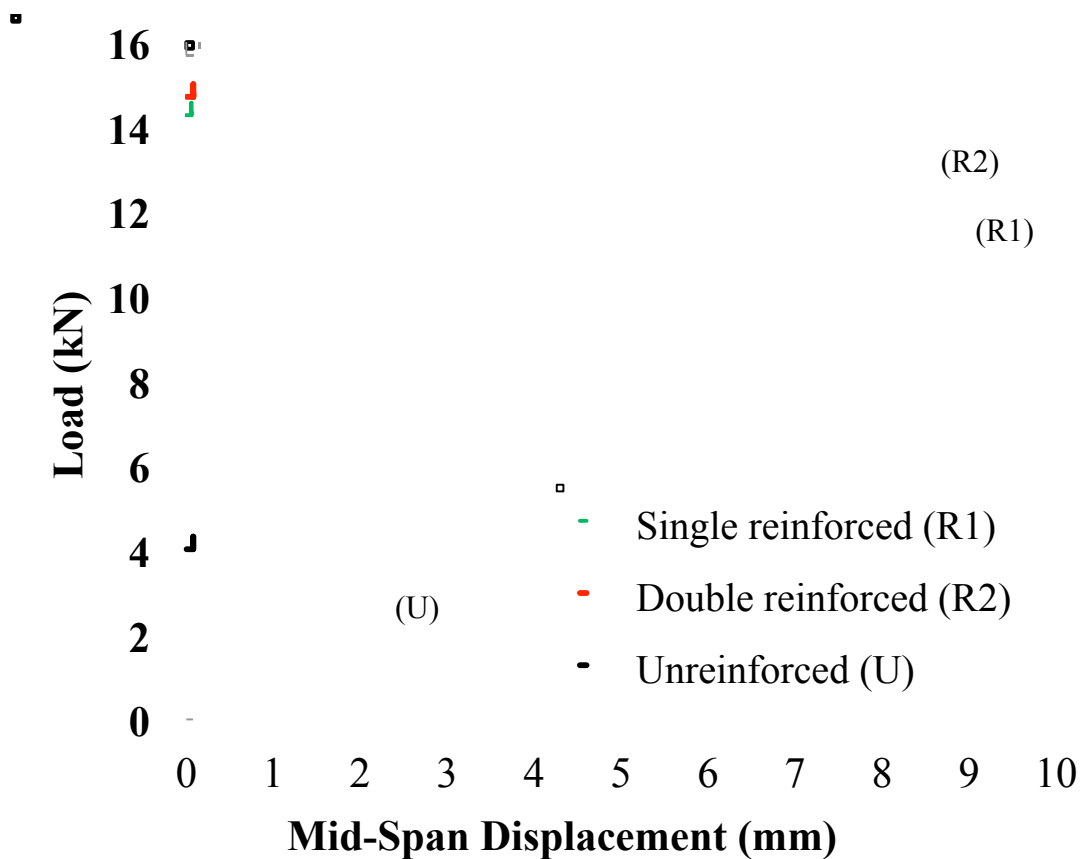 16
14
(R2)
12
(R1)
10
Load (kN)
8
6
Single reinforced (R1)
4
Double reinforced (R2)
(U)
2
Unreinforced (U)
0
0 1 2 3 4 5 6 7 8 9 10
Mid-Span Displacement (mm)